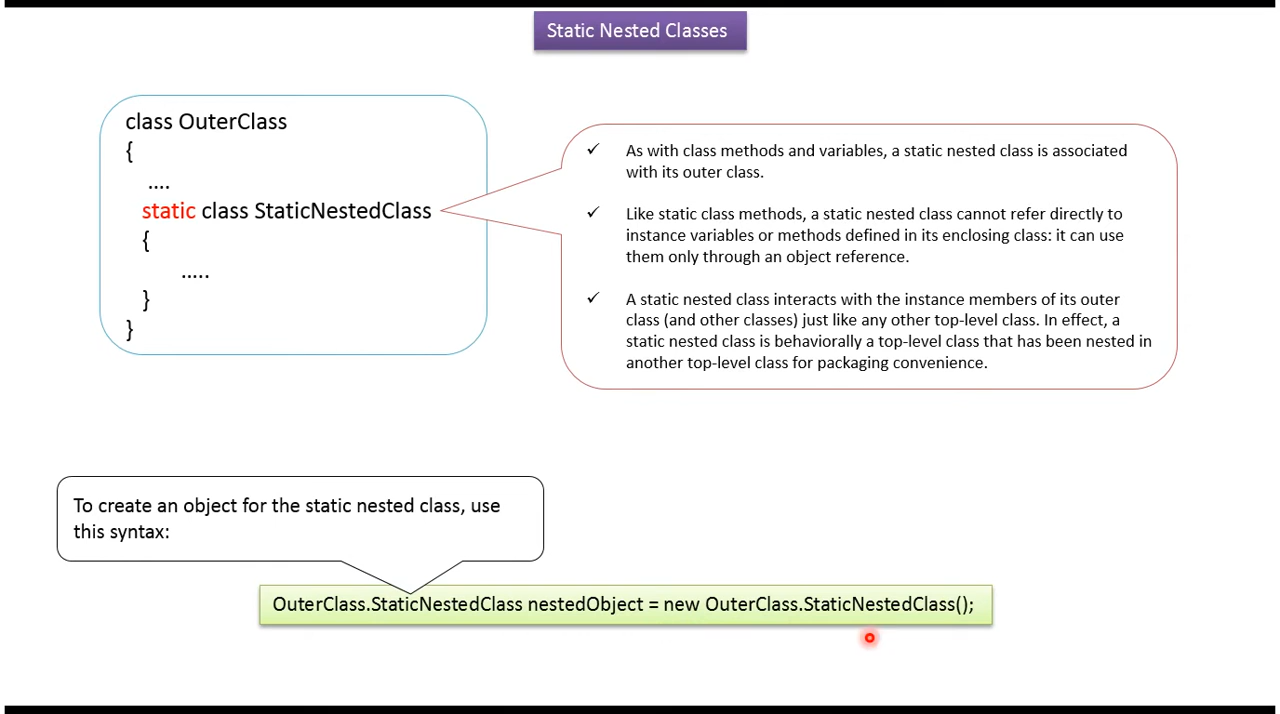 Static Nested Classes
class OuterClass
{
....
static class StaticNestedClass
{
.....
}
}
✓ As with class methods and variables, a static nested class is associated
with its outer class.
✓ Like static class methods, a static nested class cannot refer directly to
instance variables or methods defined in its enclosing class: it can use
them only through an object reference.
✓ A static nested class interacts with the instance members of its outer
class (and other classes) just like any other top-level class. In effect, a
static nested class is behaviorally a top-level class that has been nested in
another top-level class for packaging convenience.
To create an object for the static nested class, use
this syntax:
OuterClass.StaticNestedClass nestedObject = new OuterClass.StaticNestedClass();